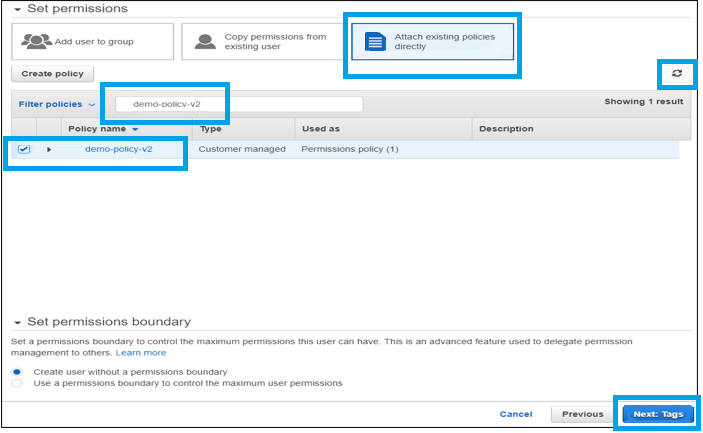 Set permissions
Add user to group
Copy permissions from
existing user
Attach existing policies
directly
Create policy
Filter policies
demo-policy-v2
Showing 1 result
Policy name
Type
Used as
Description
demo-policy-v2
Customer managed
Permissions policy (1)
Set permissions boundary
Set a permissions boundary to control the maximum permissions this user can have. This is an advanced feature used to delegate permission
management to others. Learn more
Create user without a permissions boundary
Use a permissions boundary to control the maximum user permissions
Cancel
Previous
Next: Tags